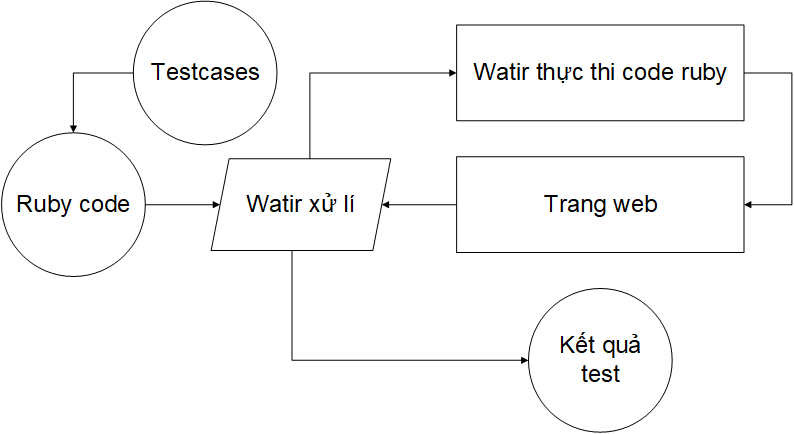 Testcases
Watir thực thi code ruby
Ruby code
Watir xử lí
Trang web
Kết quả
test